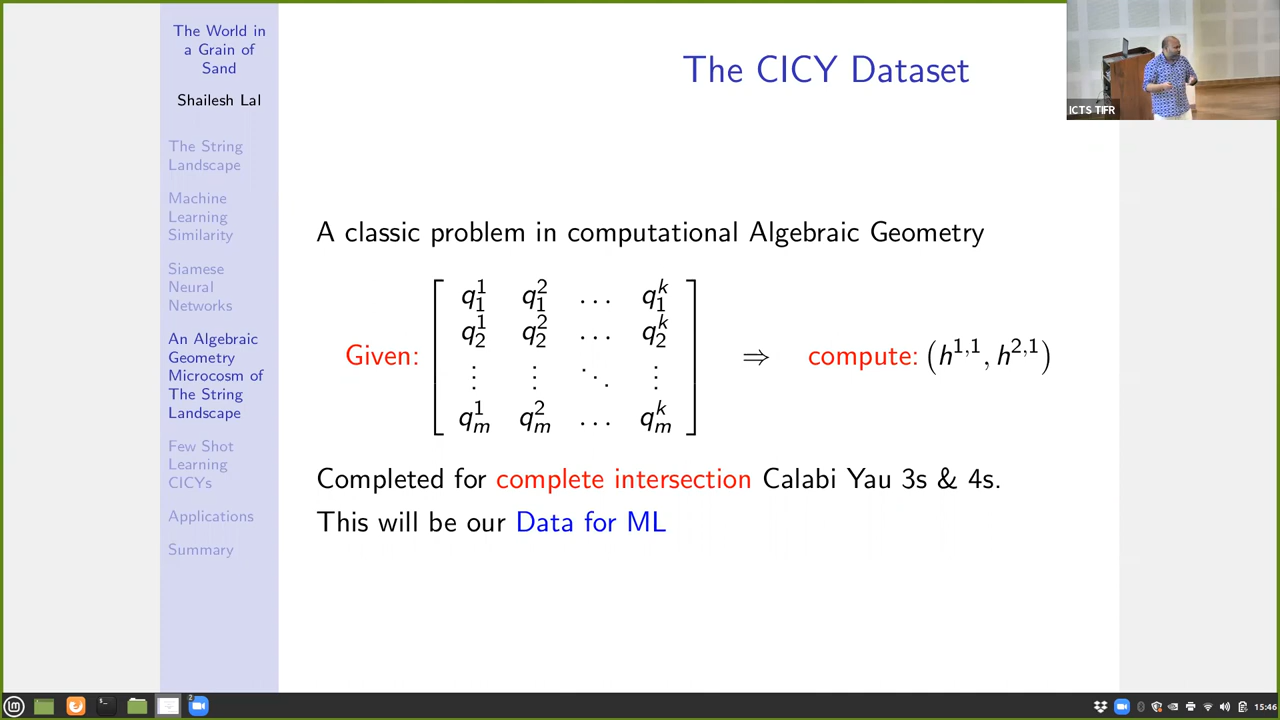 The World in
a Grain of
Sand
Shailesh Lal
The String
Landscape
Machine
Learning
Similarity
Siamese
Neural
Networks
An Algebraic
Geometry
Microcosm of
The String
Landscape
Few Shot
Learning
CICYs
Applications
Summary
The CICY Dataset
ICTS TIFR
A classic problem in computational Algebraic Geometry
Given: [ q_1^1 q_1^2 … q_1^k
q_2^1 q_2^2 … q_2^k
⋮ ⋮ ⋱ ⋮
q_m^1 q_m^2 … q_m^k ] ⇒ compute: (h^{1,1}, h^{2,1})
Completed for complete intersection Calabi Yau 3s & 4s.
This will be our Data for ML
2
15:46